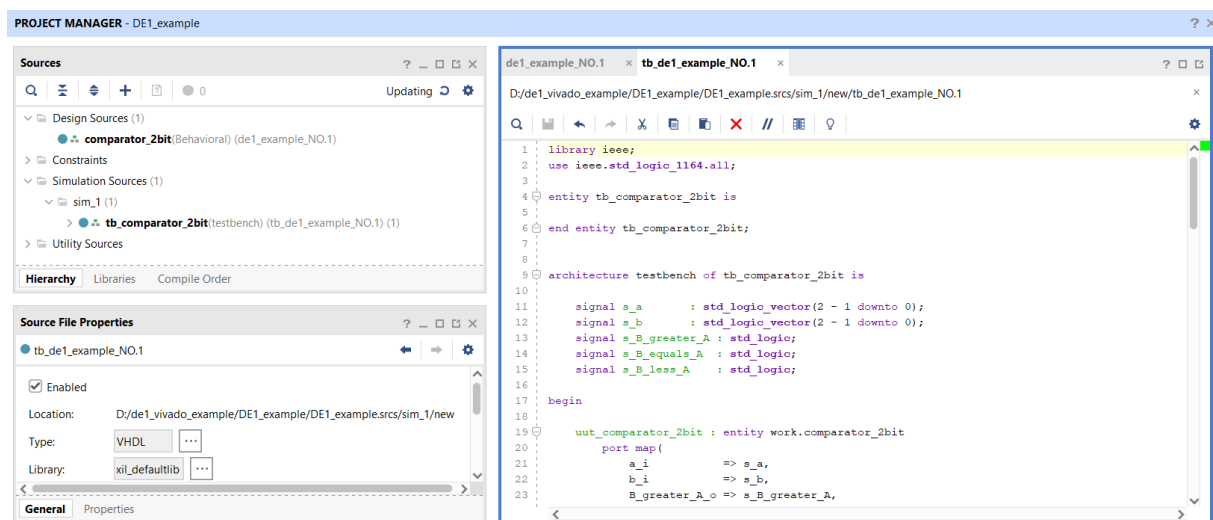 PROJECT MANAGER - DE1_example
Sources
0
Updating
Design Sources (1)
comparator_2bit(Behavioral) (de1_example_NO.1)
Constraints
Simulation Sources (1)
sim_1 (1)
tb_comparator_2bit(testbench) (tb_de1_example_NO.1) (1)
Utility Sources
Hierarchy Libraries Compile Order
Source File Properties
tb_de1_example_NO.1
Enabled
Location: D:/de1_vivado_example/DE1_example/DE1_example.srcs/sim_1/new
Type: VHDL ...
Library: xil_defaultlib ...
General Properties
de1_example_NO.1 × tb_de1_example_NO.1 ×
D:/de1_vivado_example/DE1_example/DE1_example.srcs/sim_1/new/tb_de1_example_NO.1
1 library ieee;
2 use ieee.std_logic_1164.all;
3
4 entity tb_comparator_2bit is
5
6 end entity tb_comparator_2bit;
7
8
9 architecture testbench of tb_comparator_2bit is
10
11 signal s_a : std_logic_vector(2 - 1 downto 0);
12 signal s_b : std_logic_vector(2 - 1 downto 0);
13 signal s_B_greater_A : std_logic;
14 signal s_B_equals_A : std_logic;
15 signal s_B_less_A : std_logic;
16
17 begin
18
19 uut_comparator_2bit : entity work.comparator_2bit
20 port map(
21 a_i => s_a,
22 b_i => s_b,
23 B_greater_A_o => s_B_greater_A,